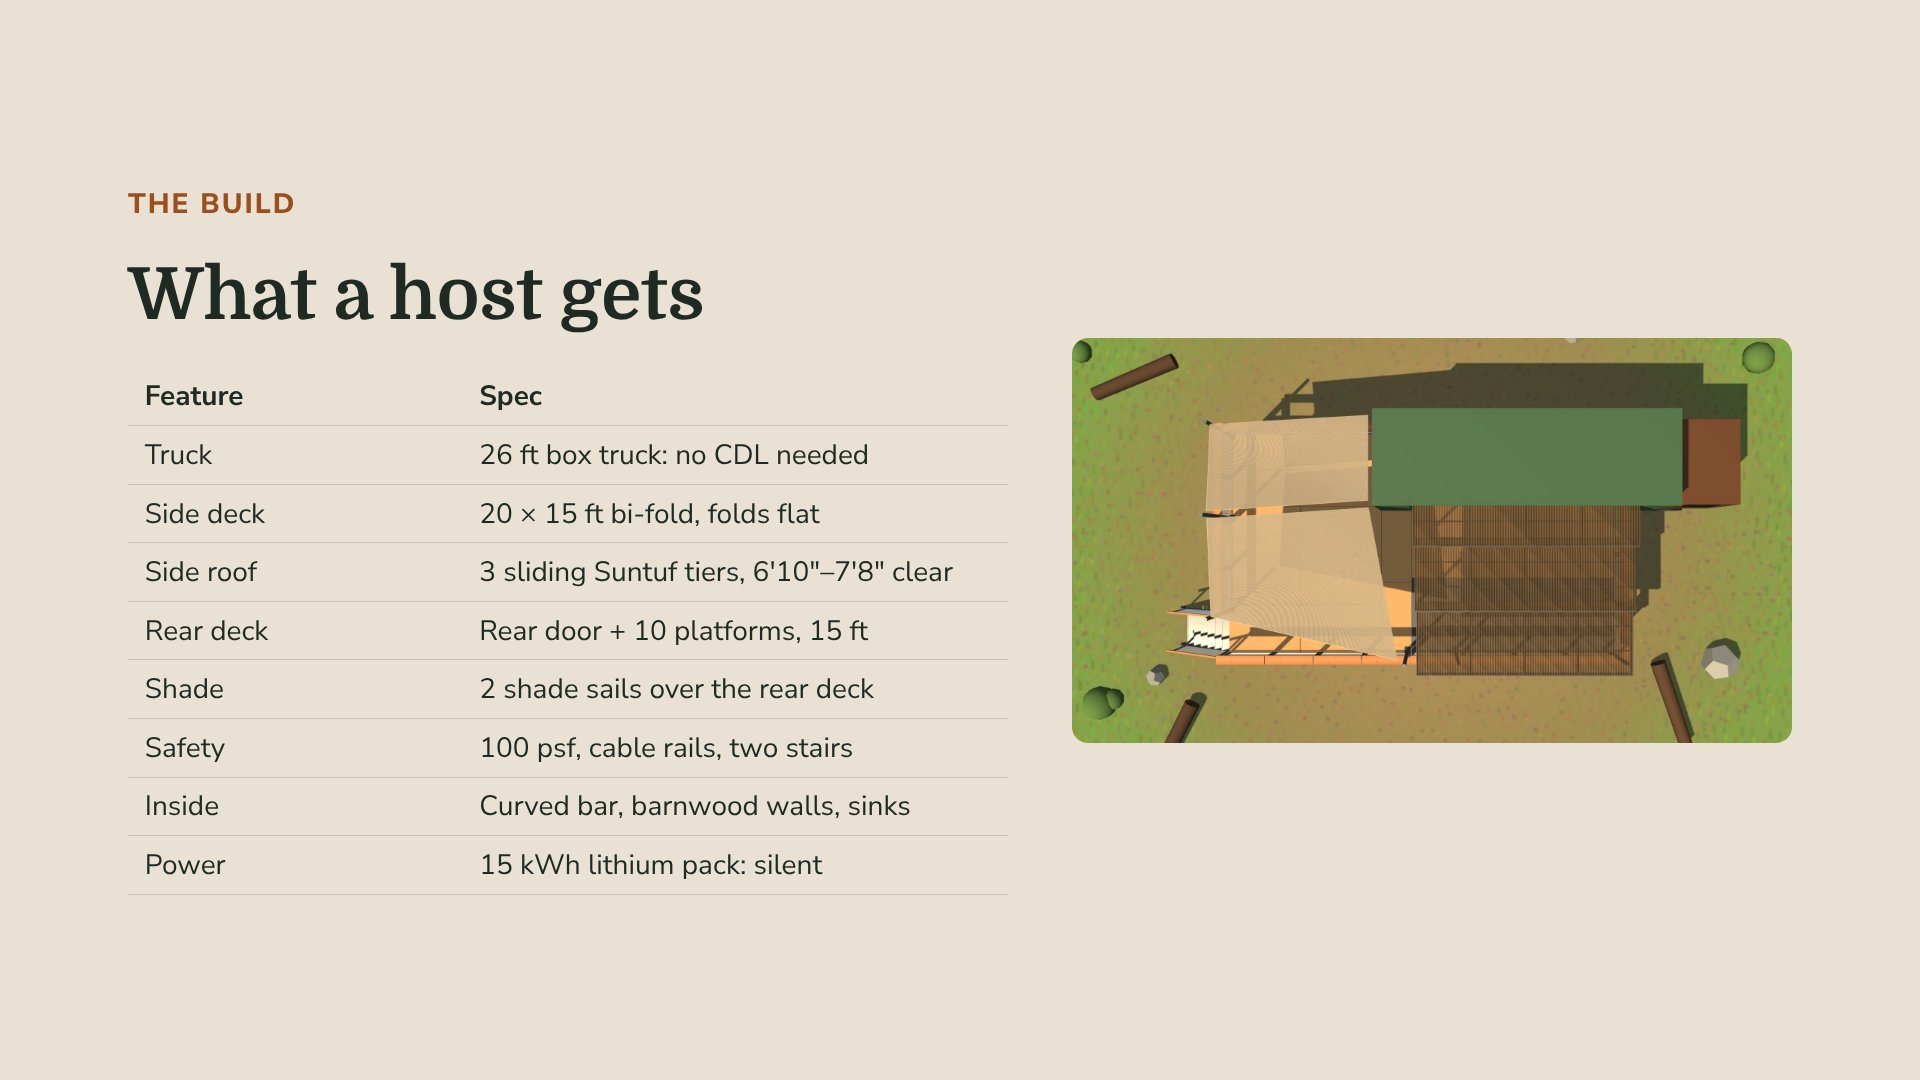 THE BUILD
What a host gets
Feature Spec
Truck 26 ft box truck: no CDL needed
Side deck 20 × 15 ft bi-fold, folds flat
Side roof 3 sliding Suntuf tiers, 6'10"–7'8" clear
Rear deck Rear door + 10 platforms, 15 ft
Shade 2 shade sails over the rear deck
Safety 100 psf, cable rails, two stairs
Inside Curved bar, barnwood walls, sinks
Power 15 kWh lithium pack: silent